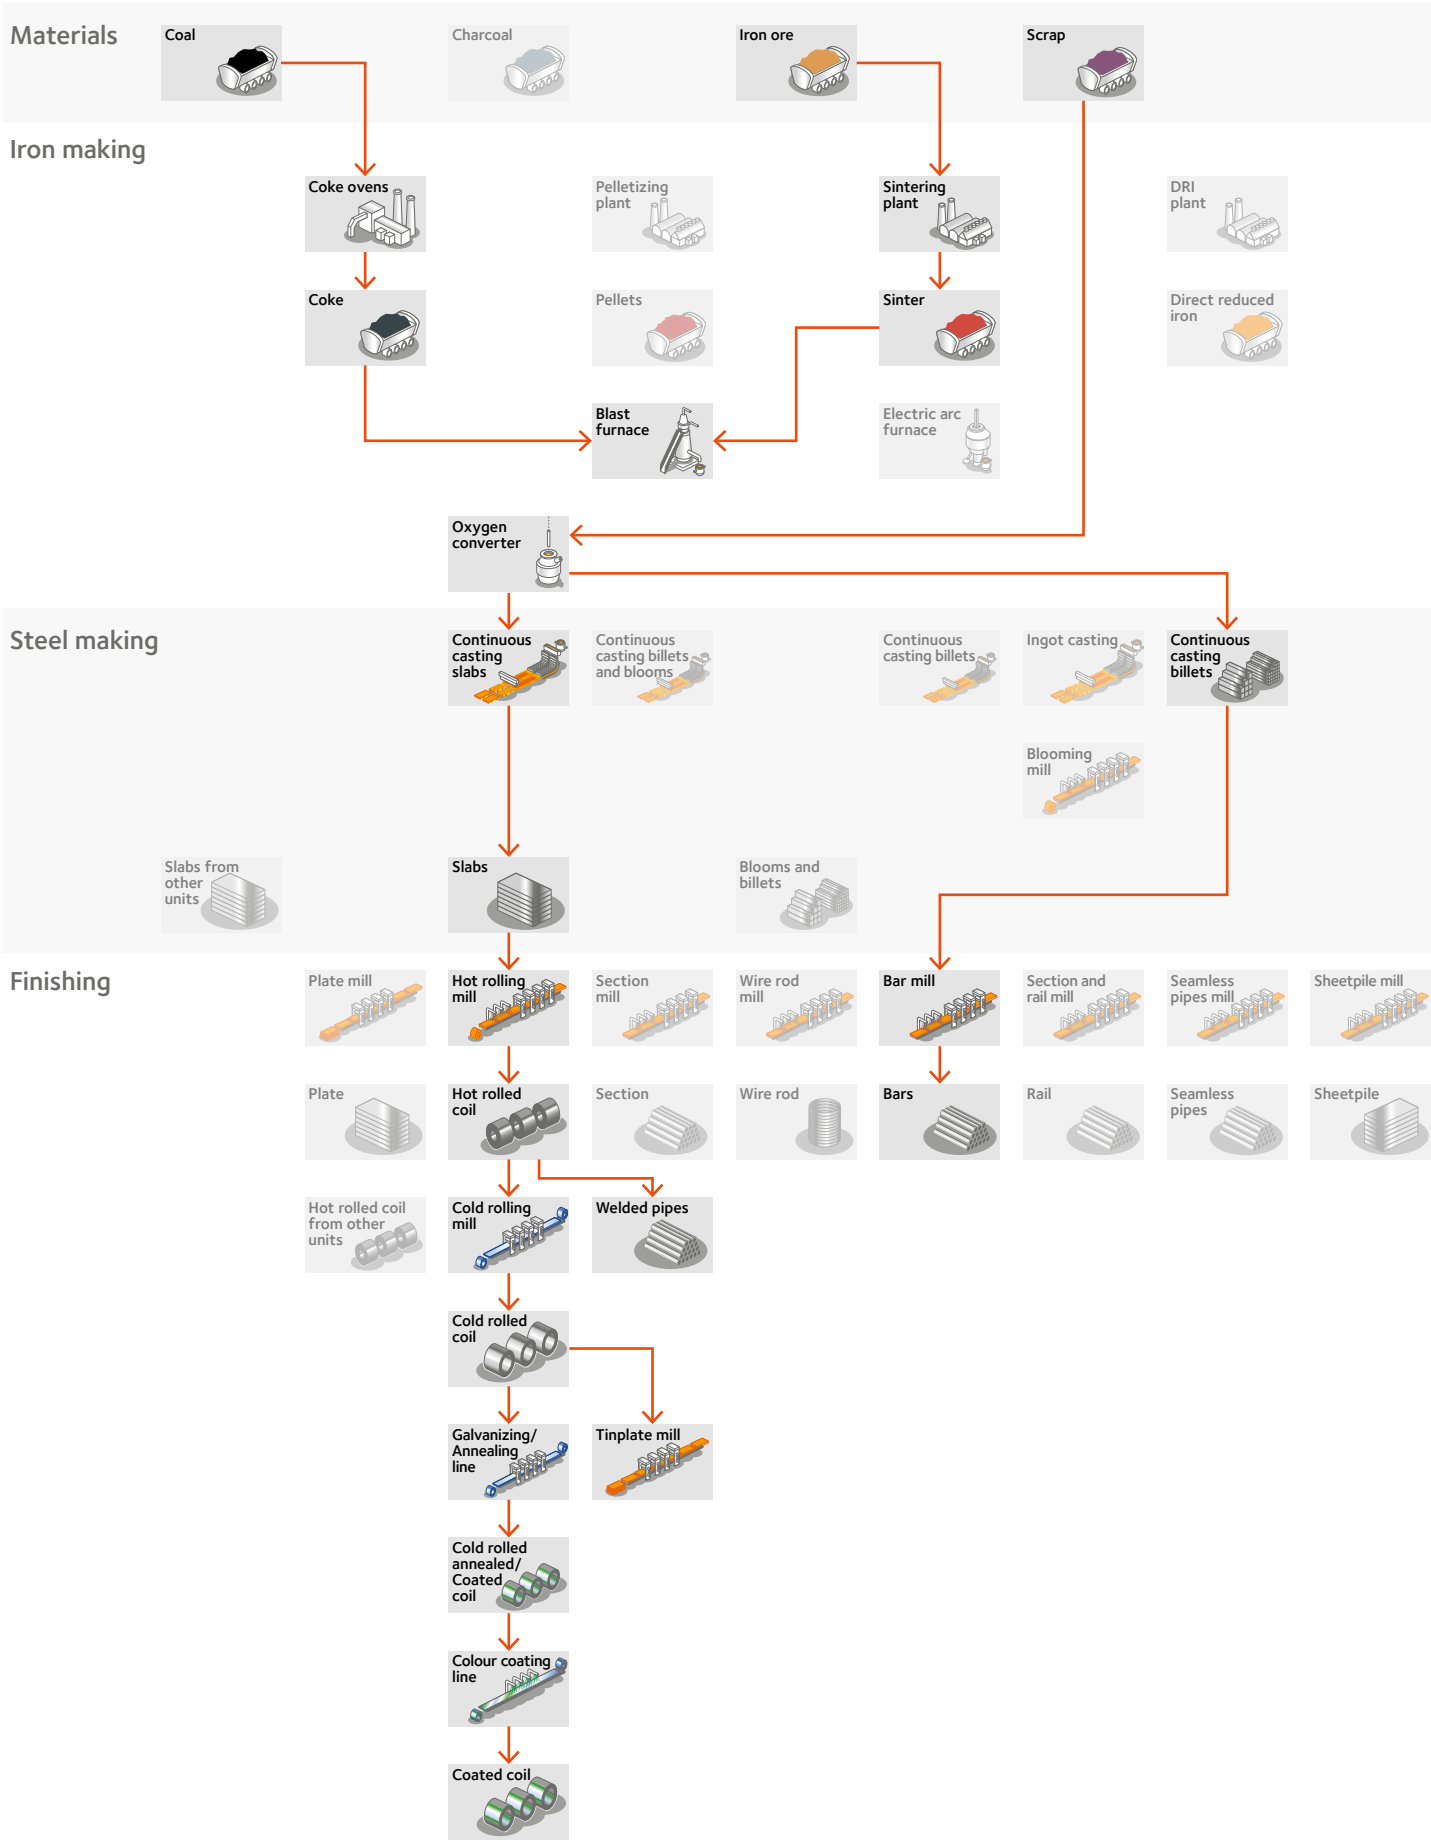 Materials
Coal
Charcoal
Iron ore
Scrap
Iron making
Coke ovens
Pelletizing
plant
Sintering
plant
DRI
plant
Coke
Pellets
Sinter
Direct reduced
iron
Blast
furnace
Electric arc
furnace
Oxygen
converter
Steel making
Continuous
casting
slabs
Continuous
casting billets
and blooms
Continuous
casting billets
Ingot casting
Continuous
casting
billets
Blooming
mill
Slabs from
other
units
Slabs
Blooms and
billets
Finishing
Plate mill
Hot rolling
mill
Section
mill
Wire rod
mill
Bar mill
Section and
rail mill
Seamless
pipes mill
Sheetpile mill
Plate
Hot rolled
coil
Section
Wire rod
Bars
Rail
Seamless
pipes
Sheetpile
Hot rolled coil
from other
units
Cold rolling
mill
Welded pipes
Cold rolled
coil
Galvanizing/
Annealing
line
Tinplate mill
Cold rolled
annealed/
Coated
coil
Colour coating
line
Coated coil